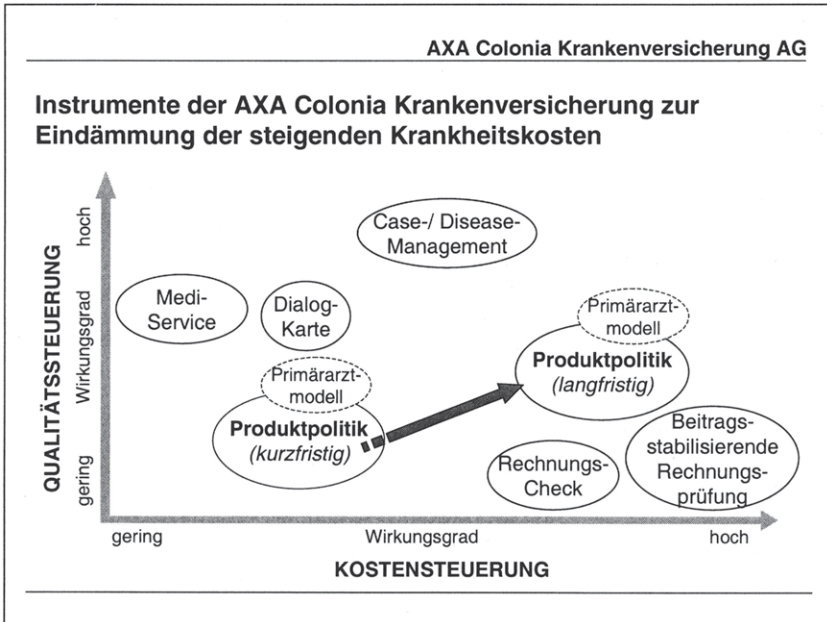 AXA Colonia Krankenversicherung AG
Instrumente der AXA Colonia Krankenversicherung zur
Eindämmung der steigenden Krankheitskosten
QUALITÄTSSTEUERUNG
hoch
Wirkungsgrad
gering
Case-/ Disease-
Management
Medi-
Service
Dialog-
Karte
Primärarzt-
modell
Produktpolitik
(kurzfristig)
Primärarzt-
modell
Produktpolitik
(langfristig)
Rechnungs-
Check
Beitrags-
stabilisierende
Rechnungs-
prüfung
gering
Wirkungsgrad
hoch
KOSTENSTEUERUNG